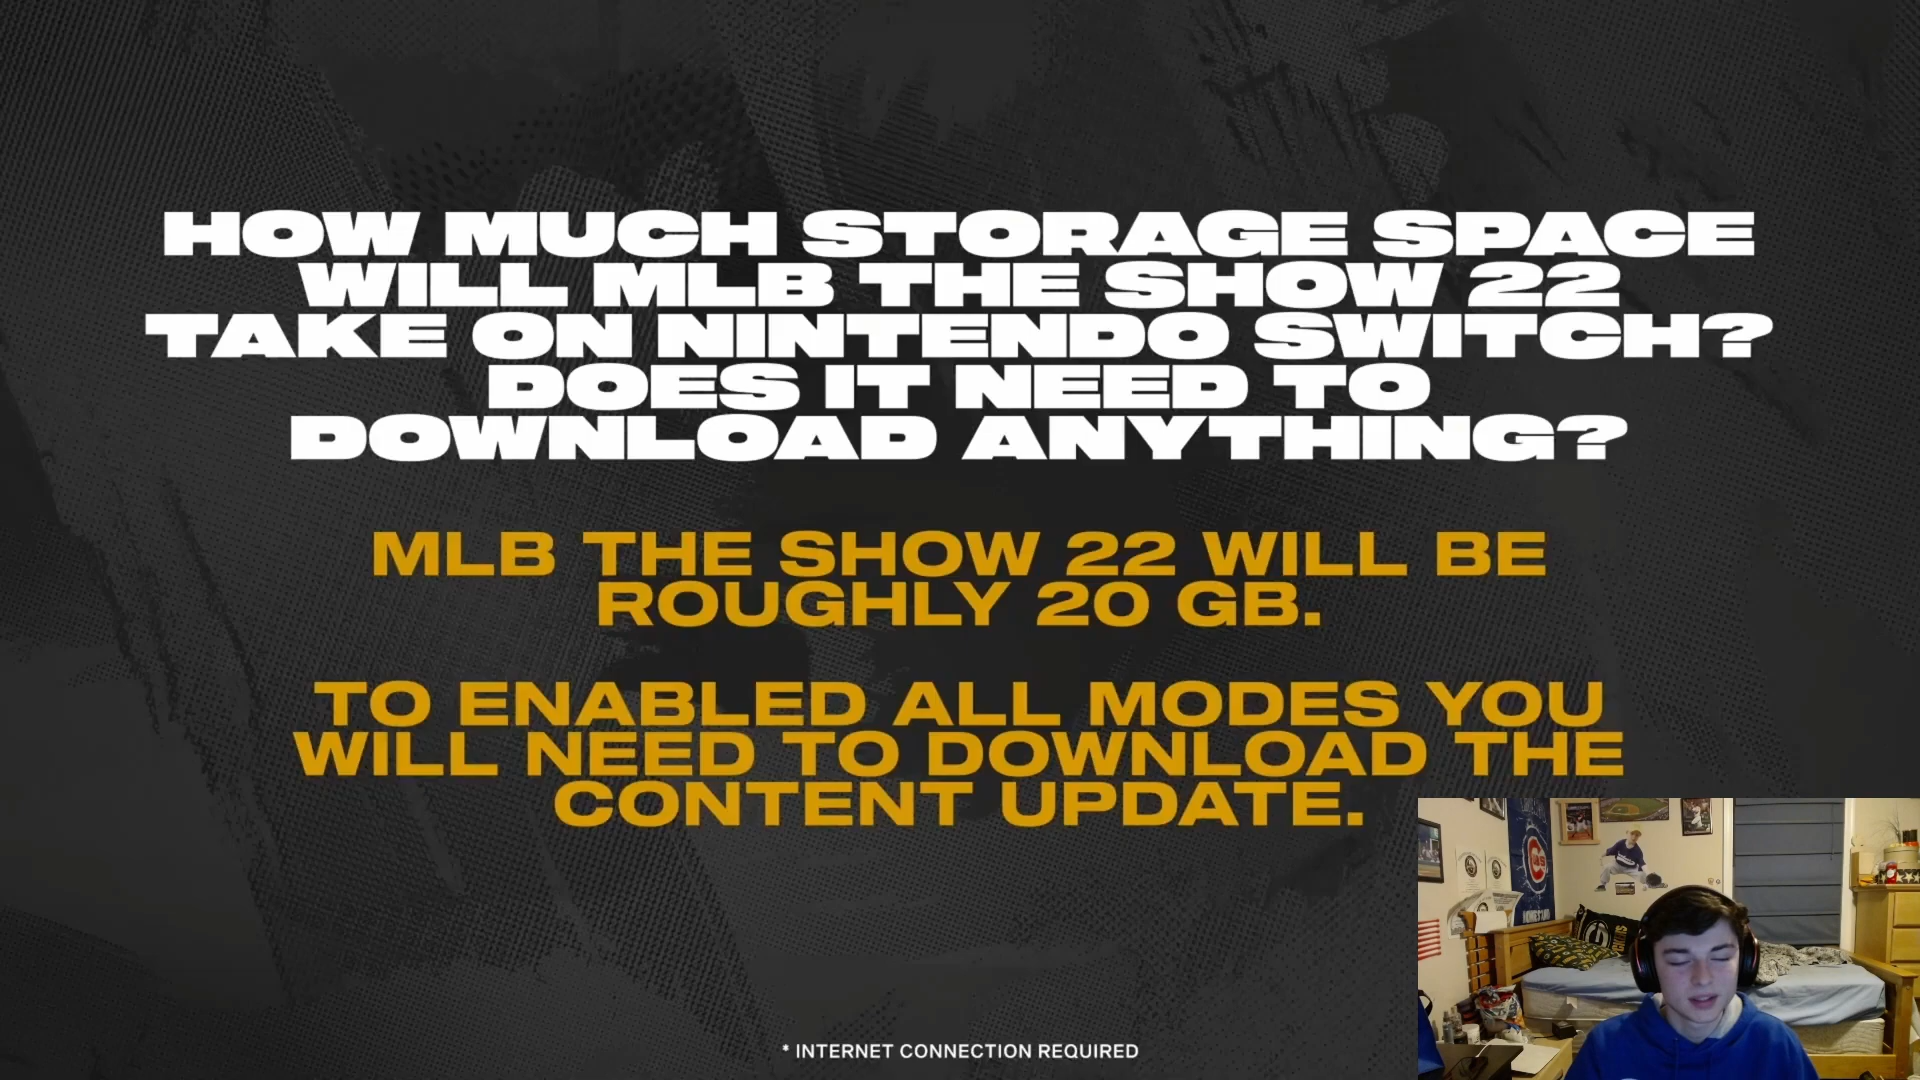 HOW MUCH STORAGE SPACE
WILL MLB THE SHOW 22
TAKE ON NINTENDO SWITCH?
DOES IT NEED TO
DOWNLOAD ANYTHING?
MLB THE SHOW 22 WILL BE
ROUGHLY 20 GB.
TO ENABLED ALL MODES YOU
WILL NEED TO DOWNLOAD THE
CONTENT UPDATE.
* INTERNET CONNECTION REQUIRED